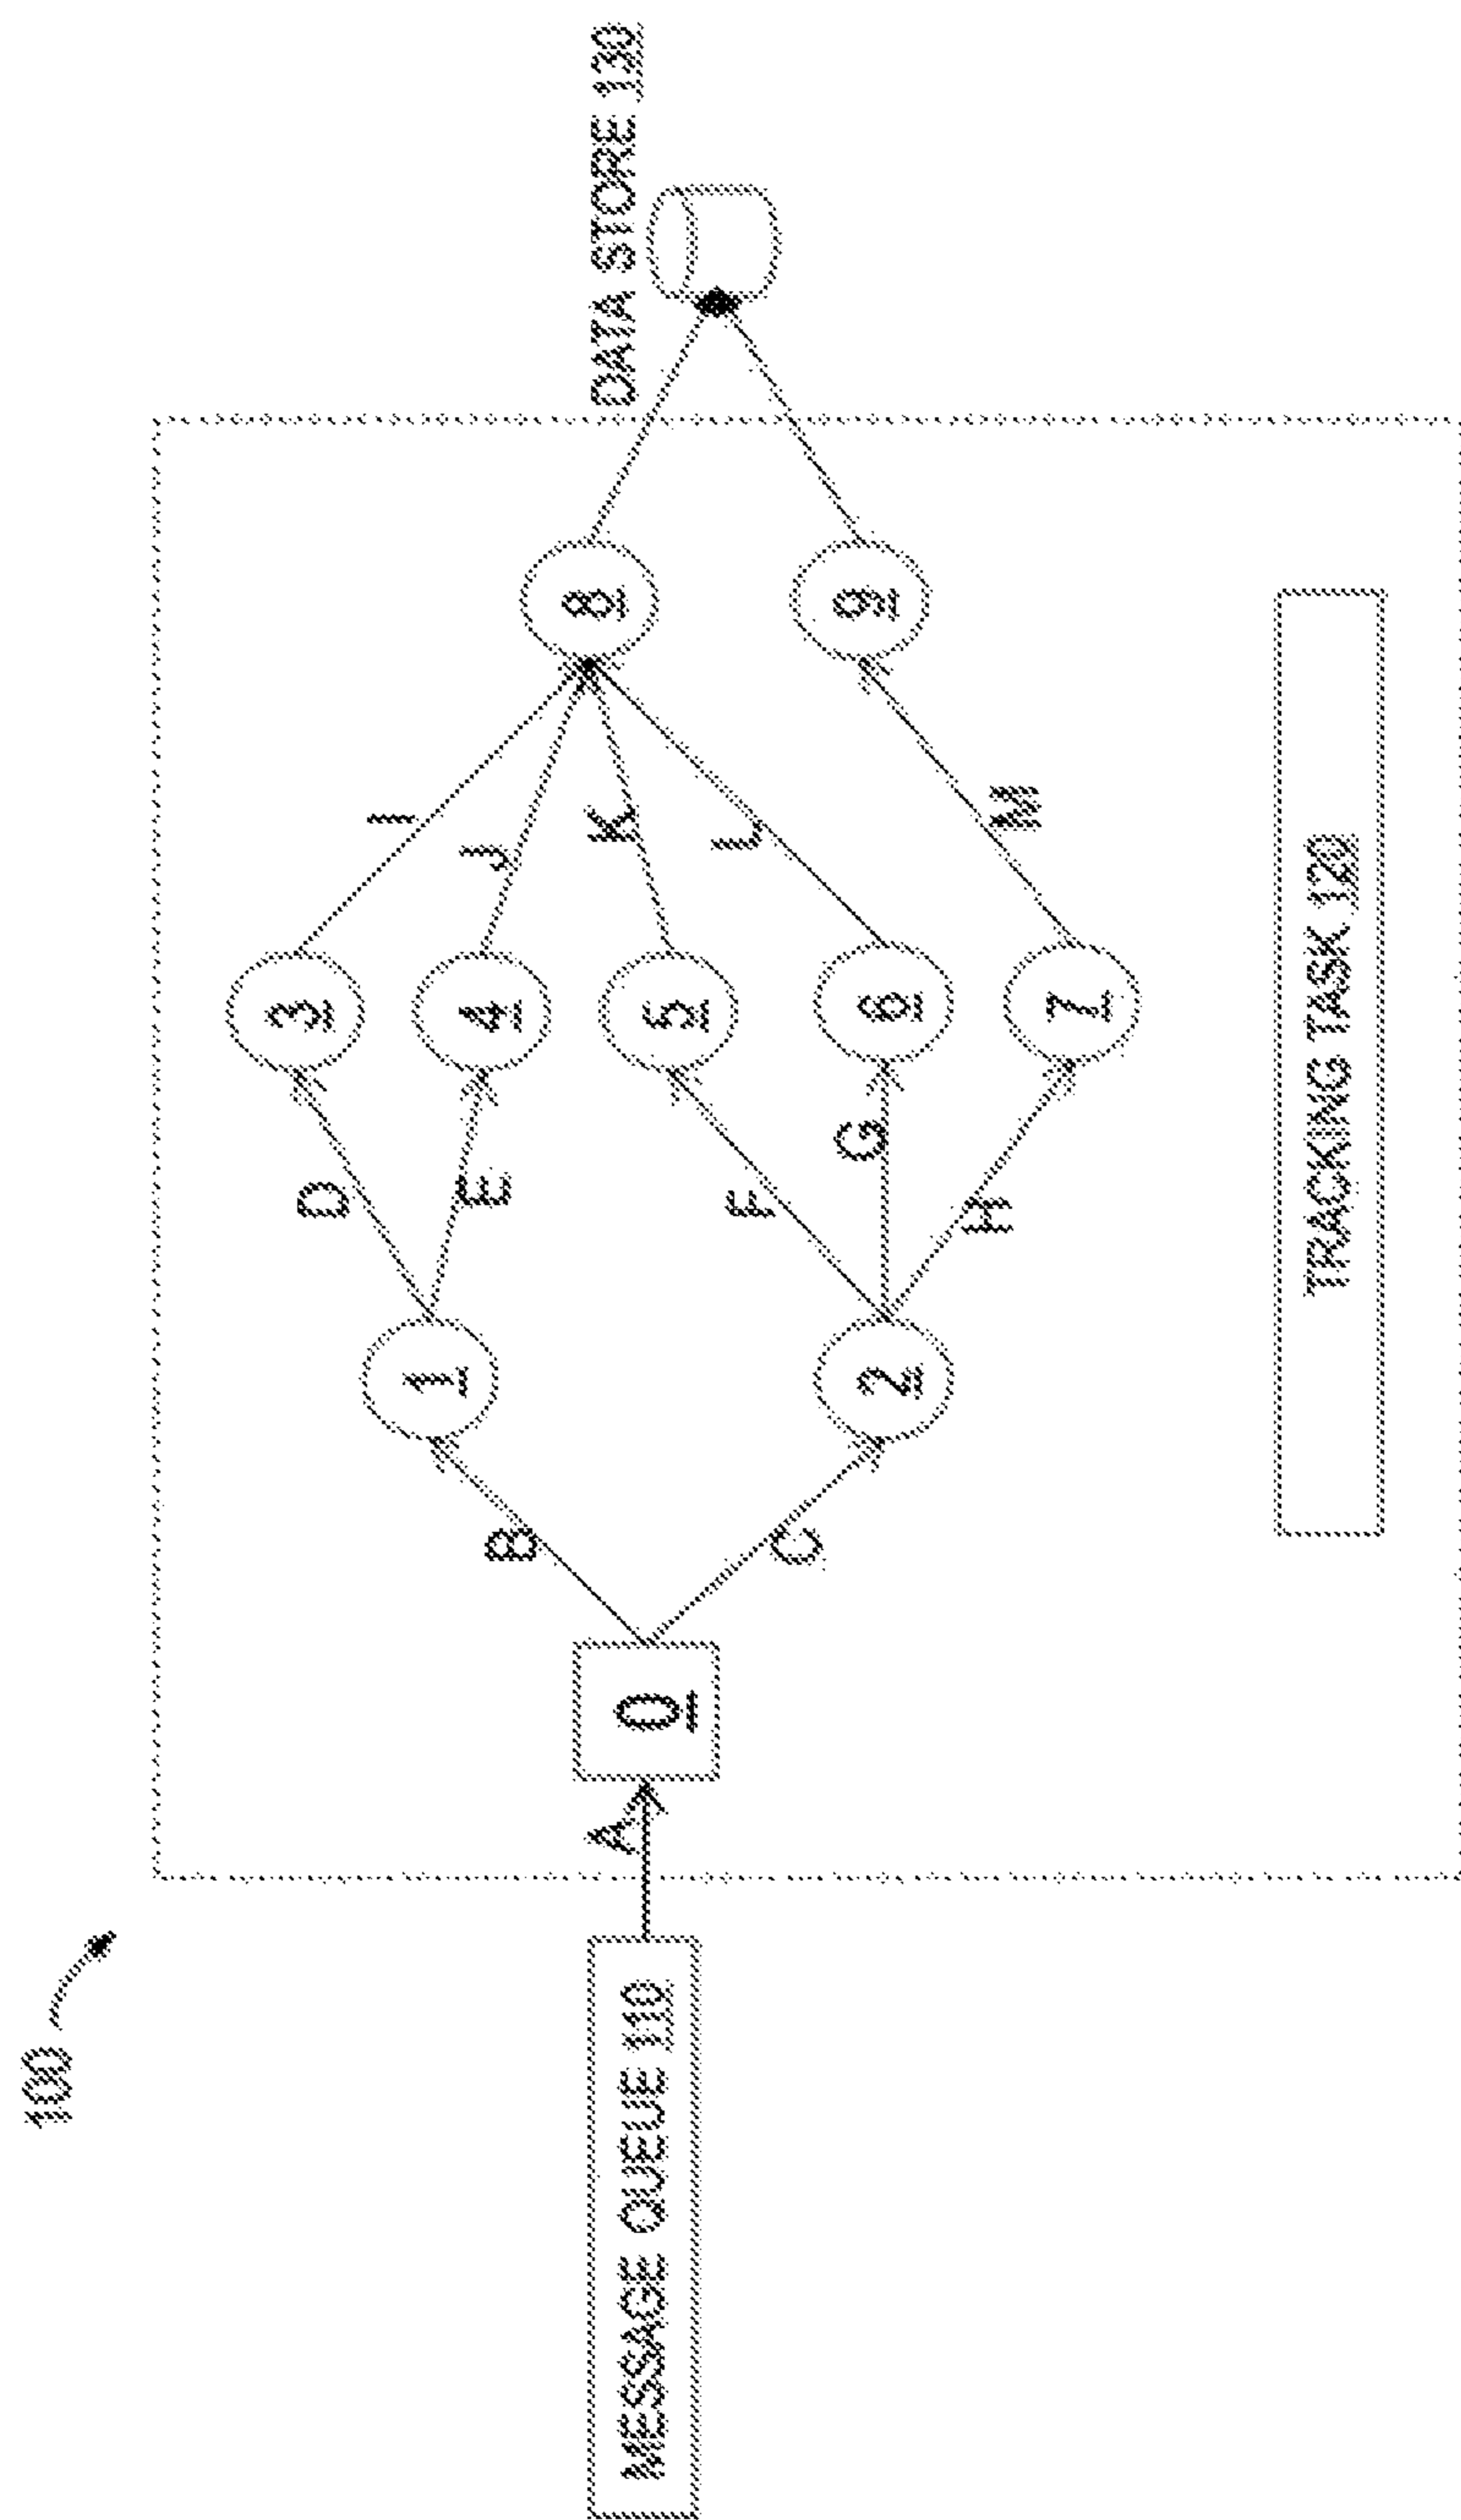 100
MESSAGE QUEUE 110
A
0
B
C
1
2
D
E
F
G
H
3
4
5
6
7
I
J
K
L
M
8
9
DATA STORE 130
TRACKING TASK 120